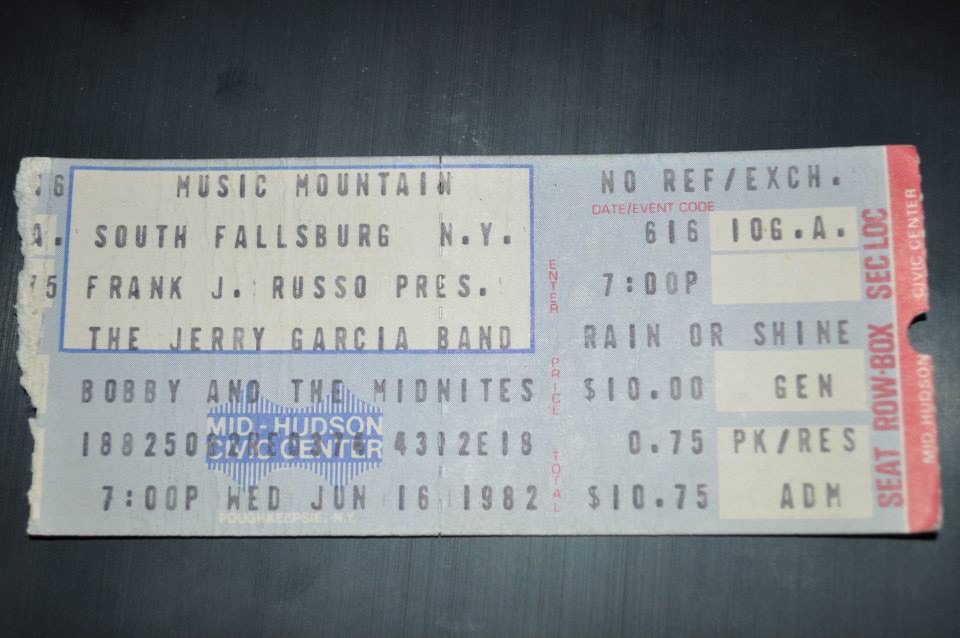 6 MUSIC MOUNTAIN NO REF/EXCH.
DATE/EVENT CODE
A. SOUTH FALLSBURG N.Y. 616 10G.A.
75 FRANK J. RUSSO PRES. ENTER 7:00P
THE JERRY GARCIA BAND RAIN OR SHINE
BOBBY AND THE MIDNITES PRICE $10.00 GEN
MID-HUDSON
CIVIC CENTER
4312E18 0.75 PK/RES
7:00P WED JUN 16 1982 TOTAL $10.75 ADM
POUGHKEEPSIE, N.Y.
SEAT ROW-BOX SEC LOC
MID-HUDSON CIVIC CENTER